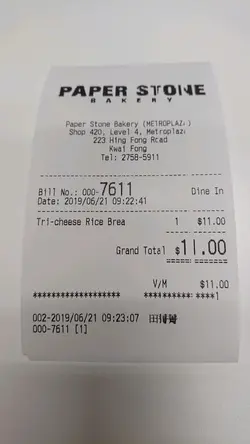 PAPER STONE
BAKERY
Paper Stone Bakery (METROPLAZA)
Shop 420, Level 4, Metroplaza
223 Hing Fong Road
Kwai Fong
Tel: 2758-5911
Bill No.: 000-7611 Dine In
Date: 2019/06/21 09:22:41
Tri-cheese Rice Brea 1 $11.00
Grand Total $11.00
V/M $11.00
****************** **********
****1
002-2019/06/21 09:23:07
000-7611 [1]